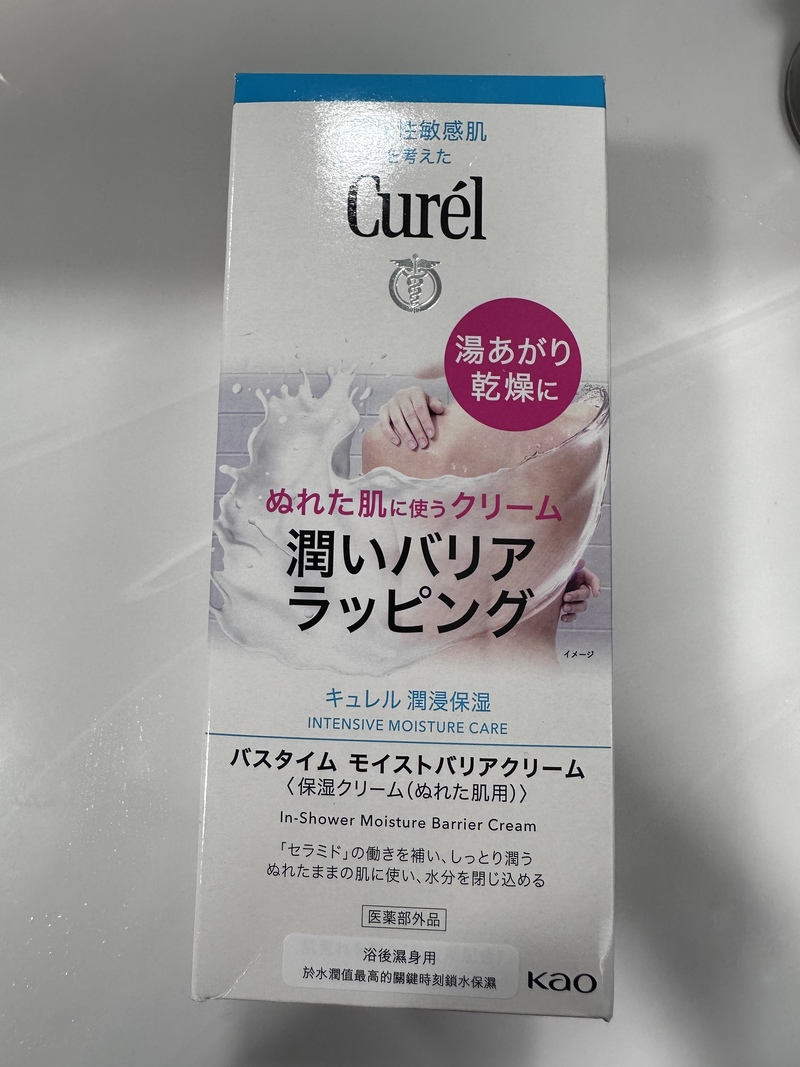 性敏感肌
を考えた
Curél
湯あがり
乾燥に
ぬれた肌に使うクリーム
潤いバリア
ラッピング
イメージ
キュレル 潤浸保湿
INTENSIVE MOISTURE CARE
バスタイム モイストバリアクリーム
〈保湿クリーム(ぬれた肌用)〉
In-Shower Moisture Barrier Cream
「セラミド」の働きを補い、しっとり潤う
ぬれたままの肌に使い、水分を閉じ込める
医薬部外品
浴後濕身用
於水潤值最高的關鍵時刻鎖水保濕
Kao